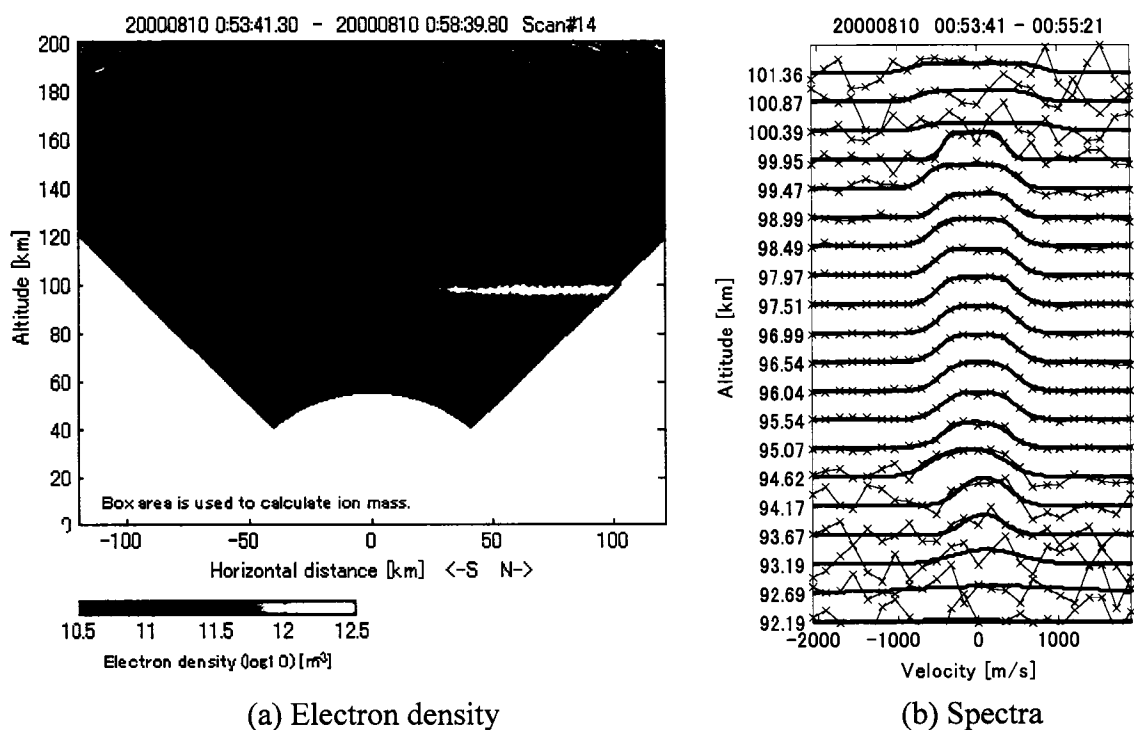 20000810 0:53:41.30 - 20000810 0:58:39.80 Scan#14
200
180
160
140
120
100
80
60
40
20
0
Altitude [km]
Box area is used to calculate ion mass.
-100 -50 0 50 100
Horizontal distance [km] <-S N->
10.5 11 11.5 12 12.5
Electron density(log10)[m³]
(a) Electron density
20000810 00:53:41 - 00:55:21
101.36
100.87
100.39
99.95
99.47
98.99
98.49
97.97
97.51
96.99
96.54
96.04
95.54
95.07
94.62
94.17
93.67
93.19
92.69
92.19
Altitude [km]
-2000 -1000 0 1000
Velocity [m/s]
(b) Spectra